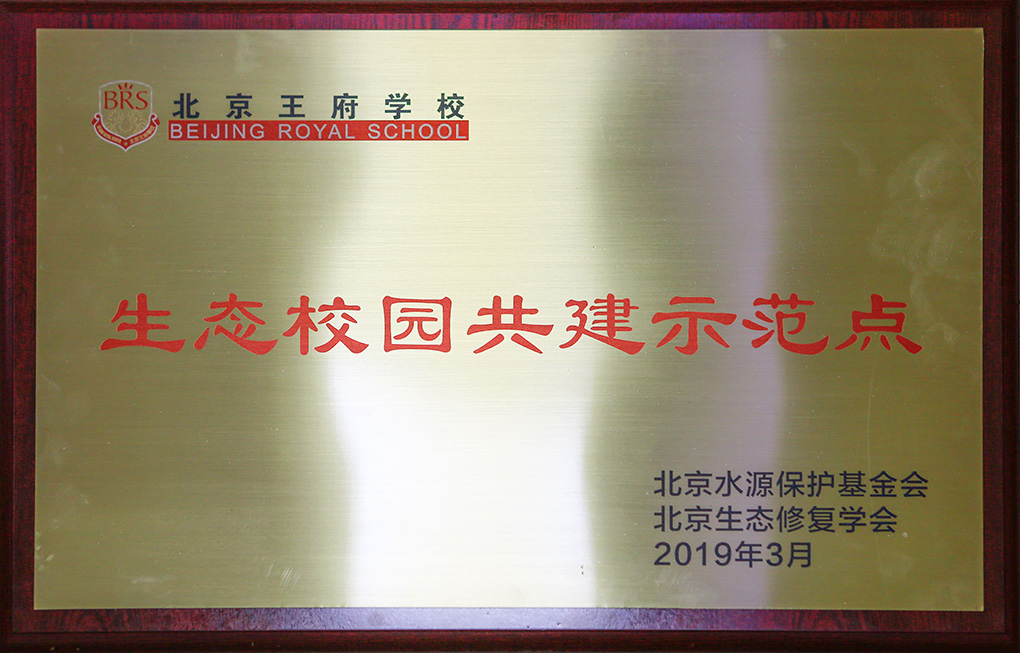 BRS
北京王府学校
BEIJING ROYAL SCHOOL
生态校园共建示范点
北京水源保护基金会
北京生态修复学会
2019年3月